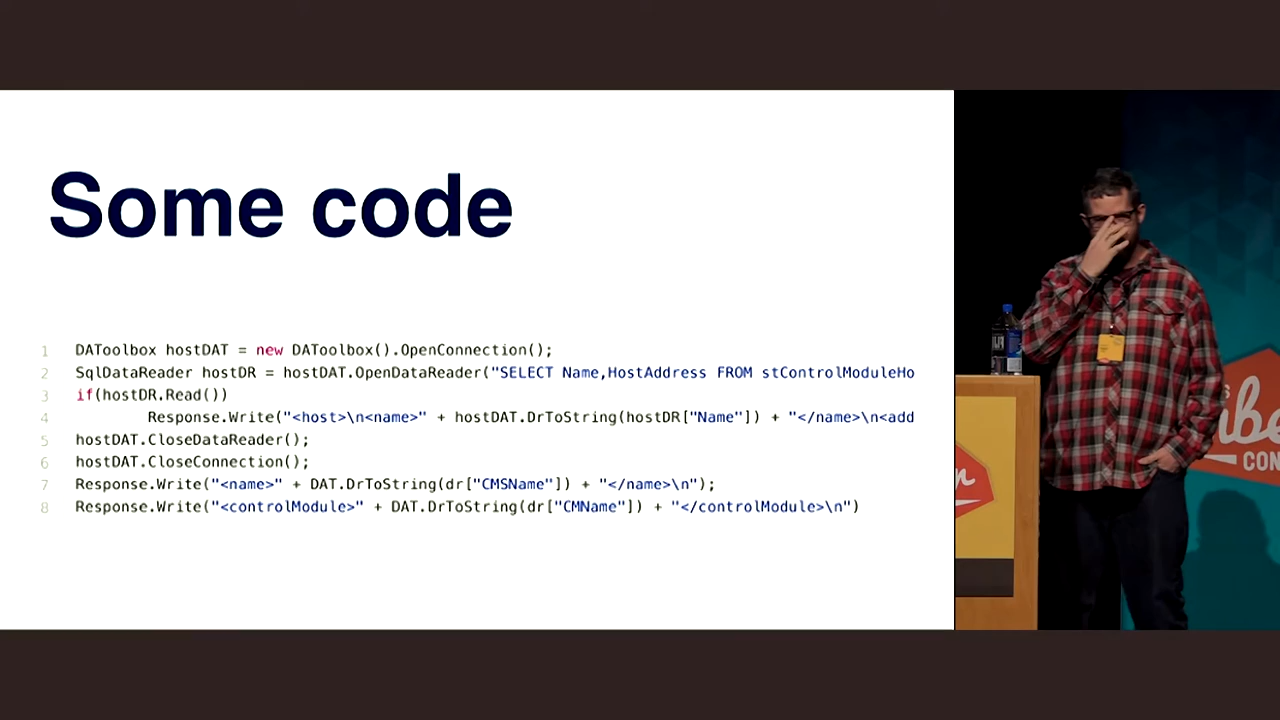 Some code
1 DAToolbox hostDAT = new DAToolbox().OpenConnection();
2 SqlDataReader hostDR = hostDAT.OpenDataReader("SELECT Name,HostAddress FROM stControlModuleHo
3 if(hostDR.Read())
4 Response.Write("<host>\n<name>" + hostDAT.DrToString(hostDR["Name"]) + "</name>\n<add
5 hostDAT.CloseDataReader();
6 hostDAT.CloseConnection();
7 Response.Write("<name>" + DAT.DrToString(dr["CMSName"]) + "</name>\n");
8 Response.Write("<controlModule>" + DAT.DrToString(dr["CMName"]) + "</controlModule>\n")
CON